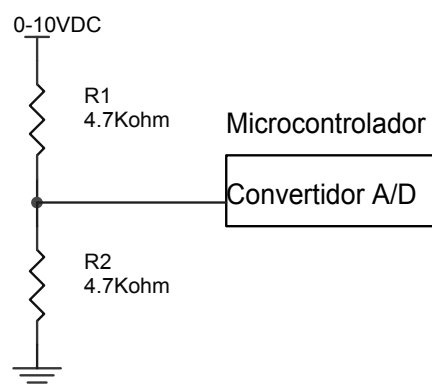 0-10VDC
R1
4.7Kohm
Microcontrolador
Convertidor A/D
R2
4.7Kohm